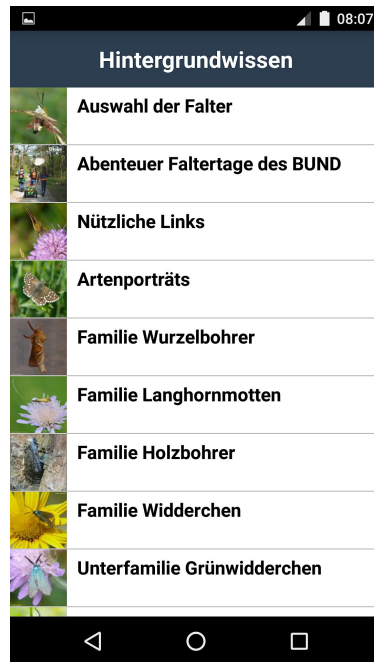 08:07
Hintergrundwissen
Auswahl der Falter
Abenteuer Faltertage des BUND
Nützliche Links
Artenporträts
Familie Wurzelbohrer
Familie Langhornmotten
Familie Holzbohrer
Familie Widderchen
Unterfamilie Grünwidderchen